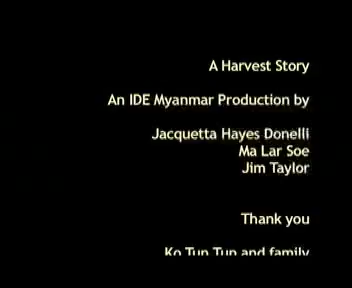 A Harvest Story
An IDE Myanmar Production by
Jacquetta Hayes Donelli
Ma Lar Soe
Jim Taylor
Thank you
Ko Tun Tun and family